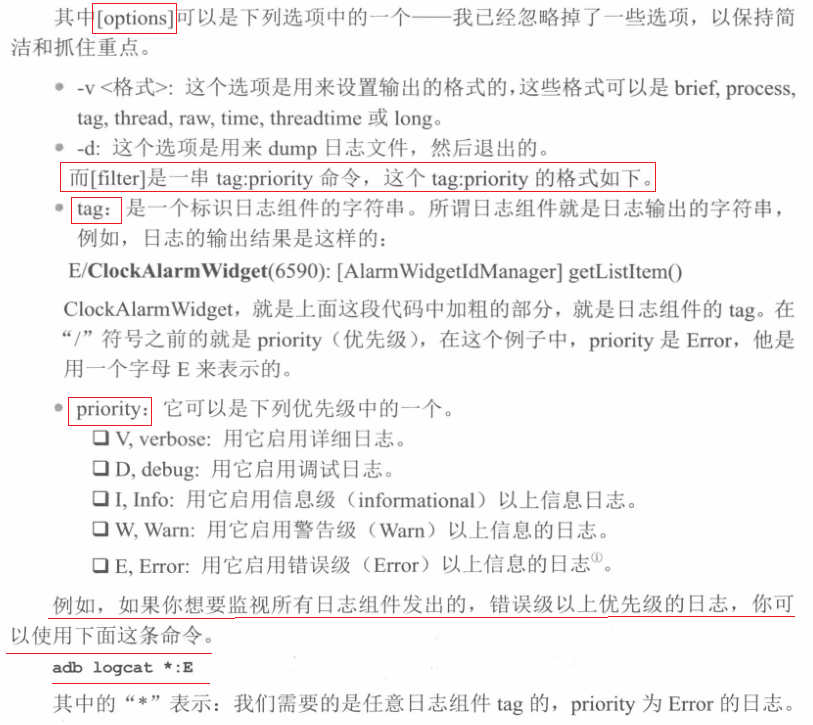 其中[options]可以是下列选项中的一个——我已经忽略掉了一些选项，以保持简
洁和抓住重点。
-v <格式>: 这个选项是用来设置输出的格式的，这些格式可以是 brief, process,
tag, thread, raw, time, threadtime 或 long。
-d: 这个选项是用来 dump 日志文件，然后退出的。
而[filter]是一串 tag:priority 命令，这个 tag:priority 的格式如下。
tag: 是一个标识日志组件的字符串。所谓日志组件就是日志输出的字符串，
例如，日志的输出结果是这样的：
E/ClockAlarmWidget(6590): [AlarmWidgetIdManager] getListItem()
ClockAlarmWidget，就是上面这段代码中加粗的部分，就是日志组件的 tag。在
“/”符号之前的就是 priority（优先级），在这个例子中，priority 是 Error，他是
用一个字母 E 来表示的。
priority: 它可以是下列优先级中的一个。
V, verbose: 用它启用详细日志。
D, debug: 用它启用调试日志。
I, Info: 用它启用信息级（informational）以上信息日志。
W, Warn: 用它启用警告级（Warn）以上信息的日志。
E, Error: 用它启用错误级（Error）以上信息的日志①。
例如，如果你想要监视所有日志组件发出的，错误级以上优先级的日志，你可
以使用下面这条命令。
adb logcat *:E
其中的“*”表示：我们需要的是任意日志组件 tag 的，priority 为 Error 的日志。